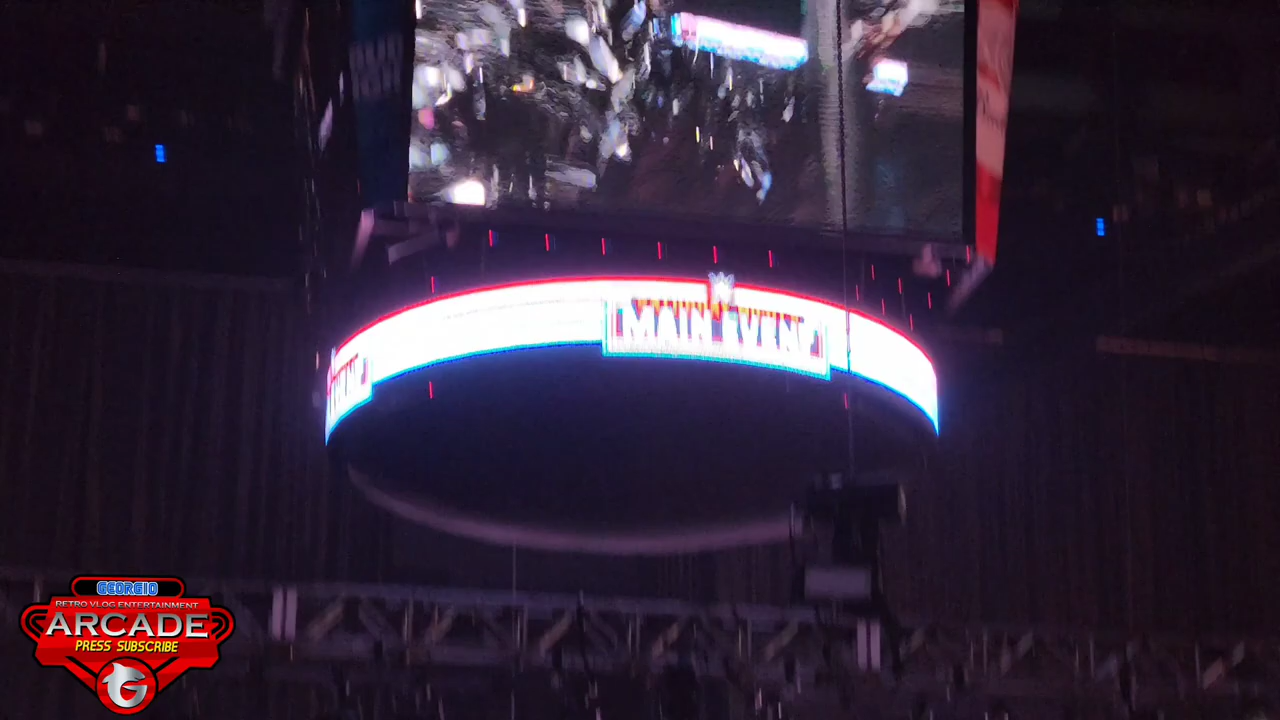 MAIN EVENT
GEORGIO
RETRO VLOG ENTERTAINMENT
ARCADE
PRESS SUBSCRIBE
G